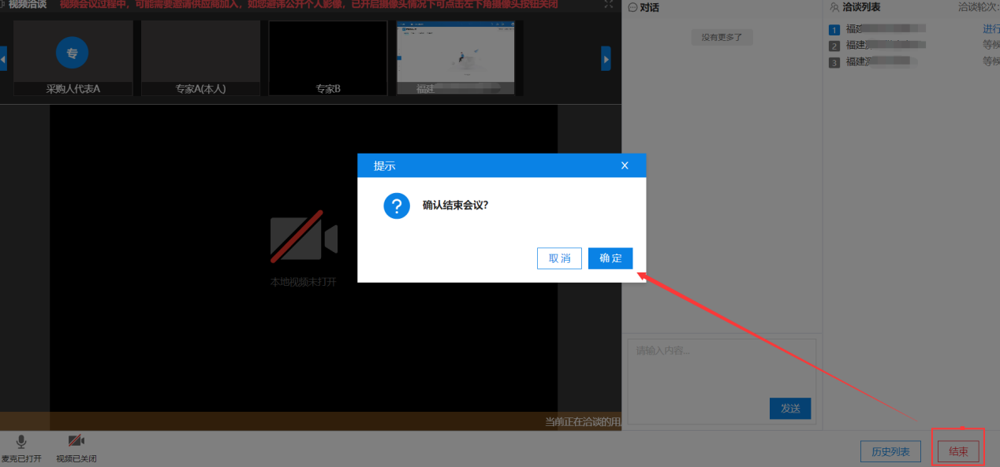 视频洽谈
视频会议过程中，可能需要邀请供应商加入，如您避讳公开个人影像，已开启摄像头情况下可点击左下角摄像头按钮关闭
专
采购人代表A
专家A(本人)
专家B
福建
本地视频未打开
当前正在洽谈的用
麦克已打开
视频已关闭
对话
没有更多了
请输入内容...
发送
洽谈列表
洽谈轮次:
1 福建
进行
2 福建
等候
3 福建
等候
提示
X
?
确认结束会议？
取消
确定
历史列表
结束